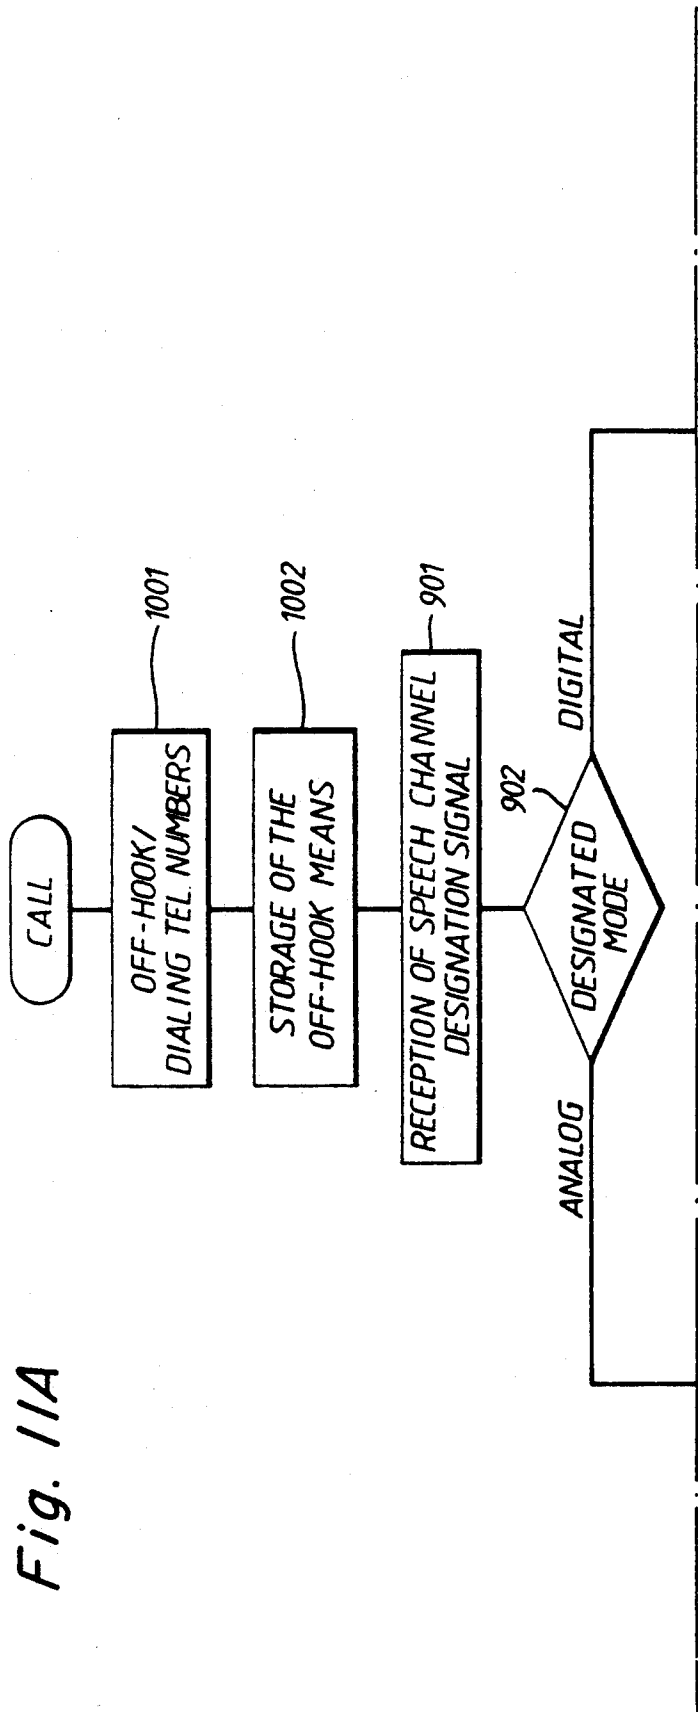 Fig. 11A
CALL
OFF-HOOK/
DIALING TEL. NUMBERS
1001
STORAGE OF THE
OFF-HOOK MEANS
1002
RECEPTION OF SPEECH CHANNEL
DESIGNATION SIGNAL
901
DESIGNATED
MODE
902
ANALOG
DIGITAL